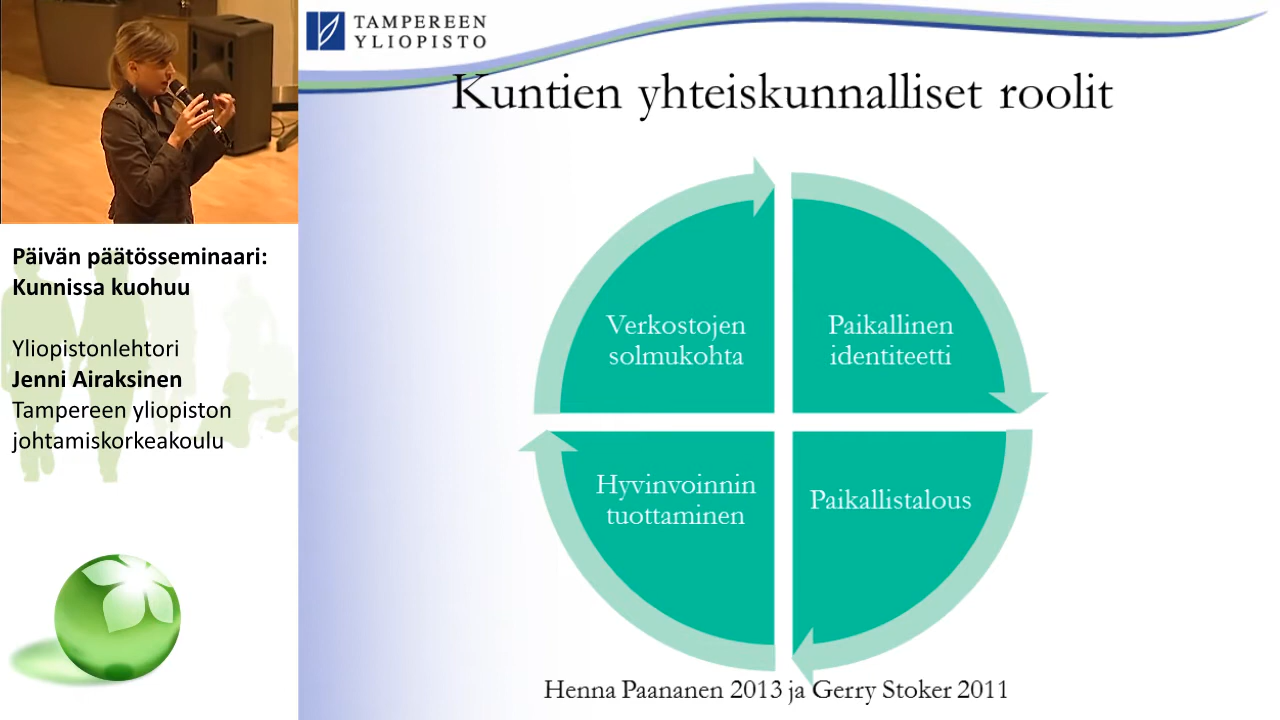 TAMPEREEN
YLIOPISTO
Kuntien yhteiskunnalliset roolit
Päivän päätösseminaari:
Kunnissa kuohuu
Yliopistonlehtori
Jenni Airaksinen
Tampereen yliopiston
johtamiskorkeakoulu
Verkostojen
solmukohta
Paikallinen
identiteetti
Hyvinvoinnin
tuottaminen
Paikallistalous
Henna Paananen 2013 ja Gerry Stoker 2011